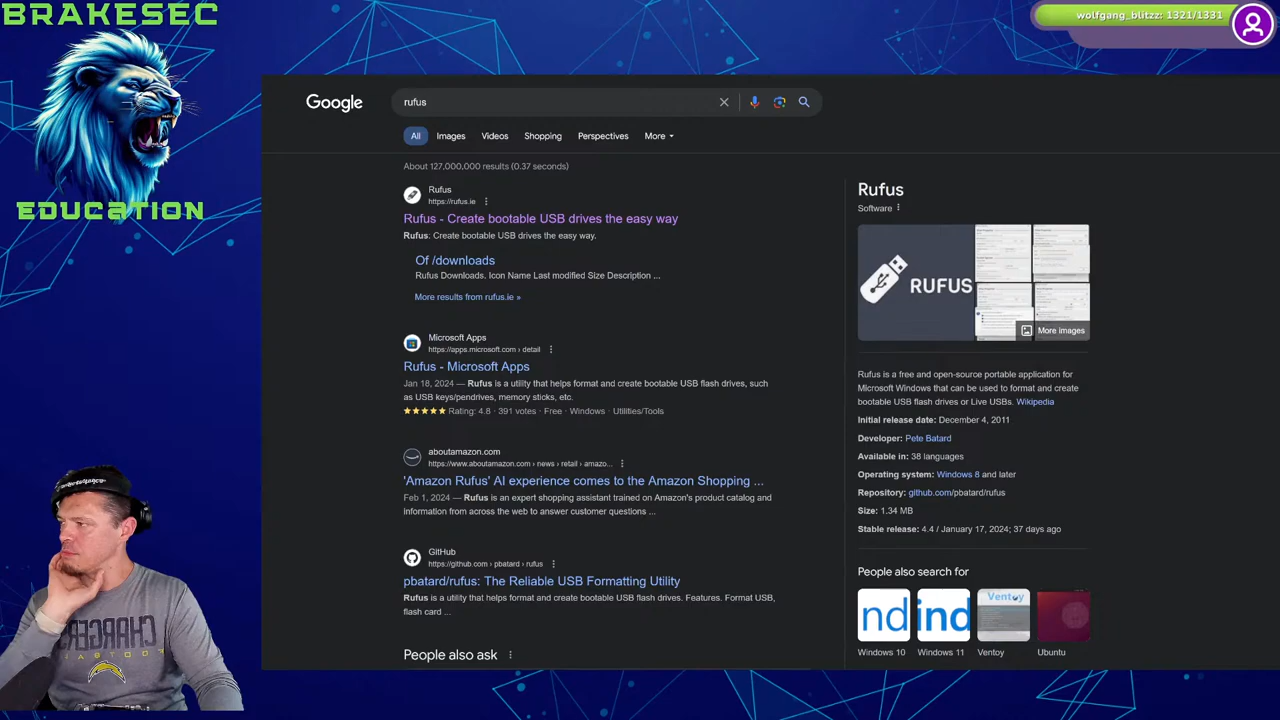 BRAKESEC
EDUCATION
wolfgang_blitzz: 1321/1331
Google
rufus
All
Images
Videos
Shopping
Perspectives
More
About 127,000,000 results (0.37 seconds)
Rufus
https://rufus.ie
Rufus - Create bootable USB drives the easy way
Rufus: Create bootable USB drives the easy way.
Of /downloads
Rufus Downloads. Icon Name Last modified Size Description ...
More results from rufus.ie »
Microsoft Apps
https://apps.microsoft.com › detail
Rufus - Microsoft Apps
Jan 18, 2024 — Rufus is a utility that helps format and create bootable USB flash drives, such
as USB keys/pendrives, memory sticks, etc.
Rating: 4.8 · 391 votes · Free · Windows · Utilities/Tools
aboutamazon.com
https://www.aboutamazon.com › news › retail › amazo...
'Amazon Rufus' AI experience comes to the Amazon Shopping ...
Feb 1, 2024 — Rufus is an expert shopping assistant trained on Amazon's product catalog and
information from across the web to answer customer questions ...
GitHub
https://github.com › pbatard › rufus
pbatard/rufus: The Reliable USB Formatting Utility
Rufus is a utility that helps format and create bootable USB flash drives. Features. Format USB,
flash card ...
People also ask
Rufus
Software
RUFUS
More images
Rufus is a free and open-source portable application for
Microsoft Windows that can be used to format and create
bootable USB flash drives or Live USBs. Wikipedia
Initial release date: December 4, 2011
Developer: Pete Batard
Available in: 38 languages
Operating system: Windows 8 and later
Repository: github.com/pbatard/rufus
Size: 1.34 MB
Stable release: 4.4 / January 17, 2024; 37 days ago
People also search for
nd
ind
Ventoy
Windows 10
Windows 11
Ventoy
Ubuntu
CHARGERS
FOOTBALL